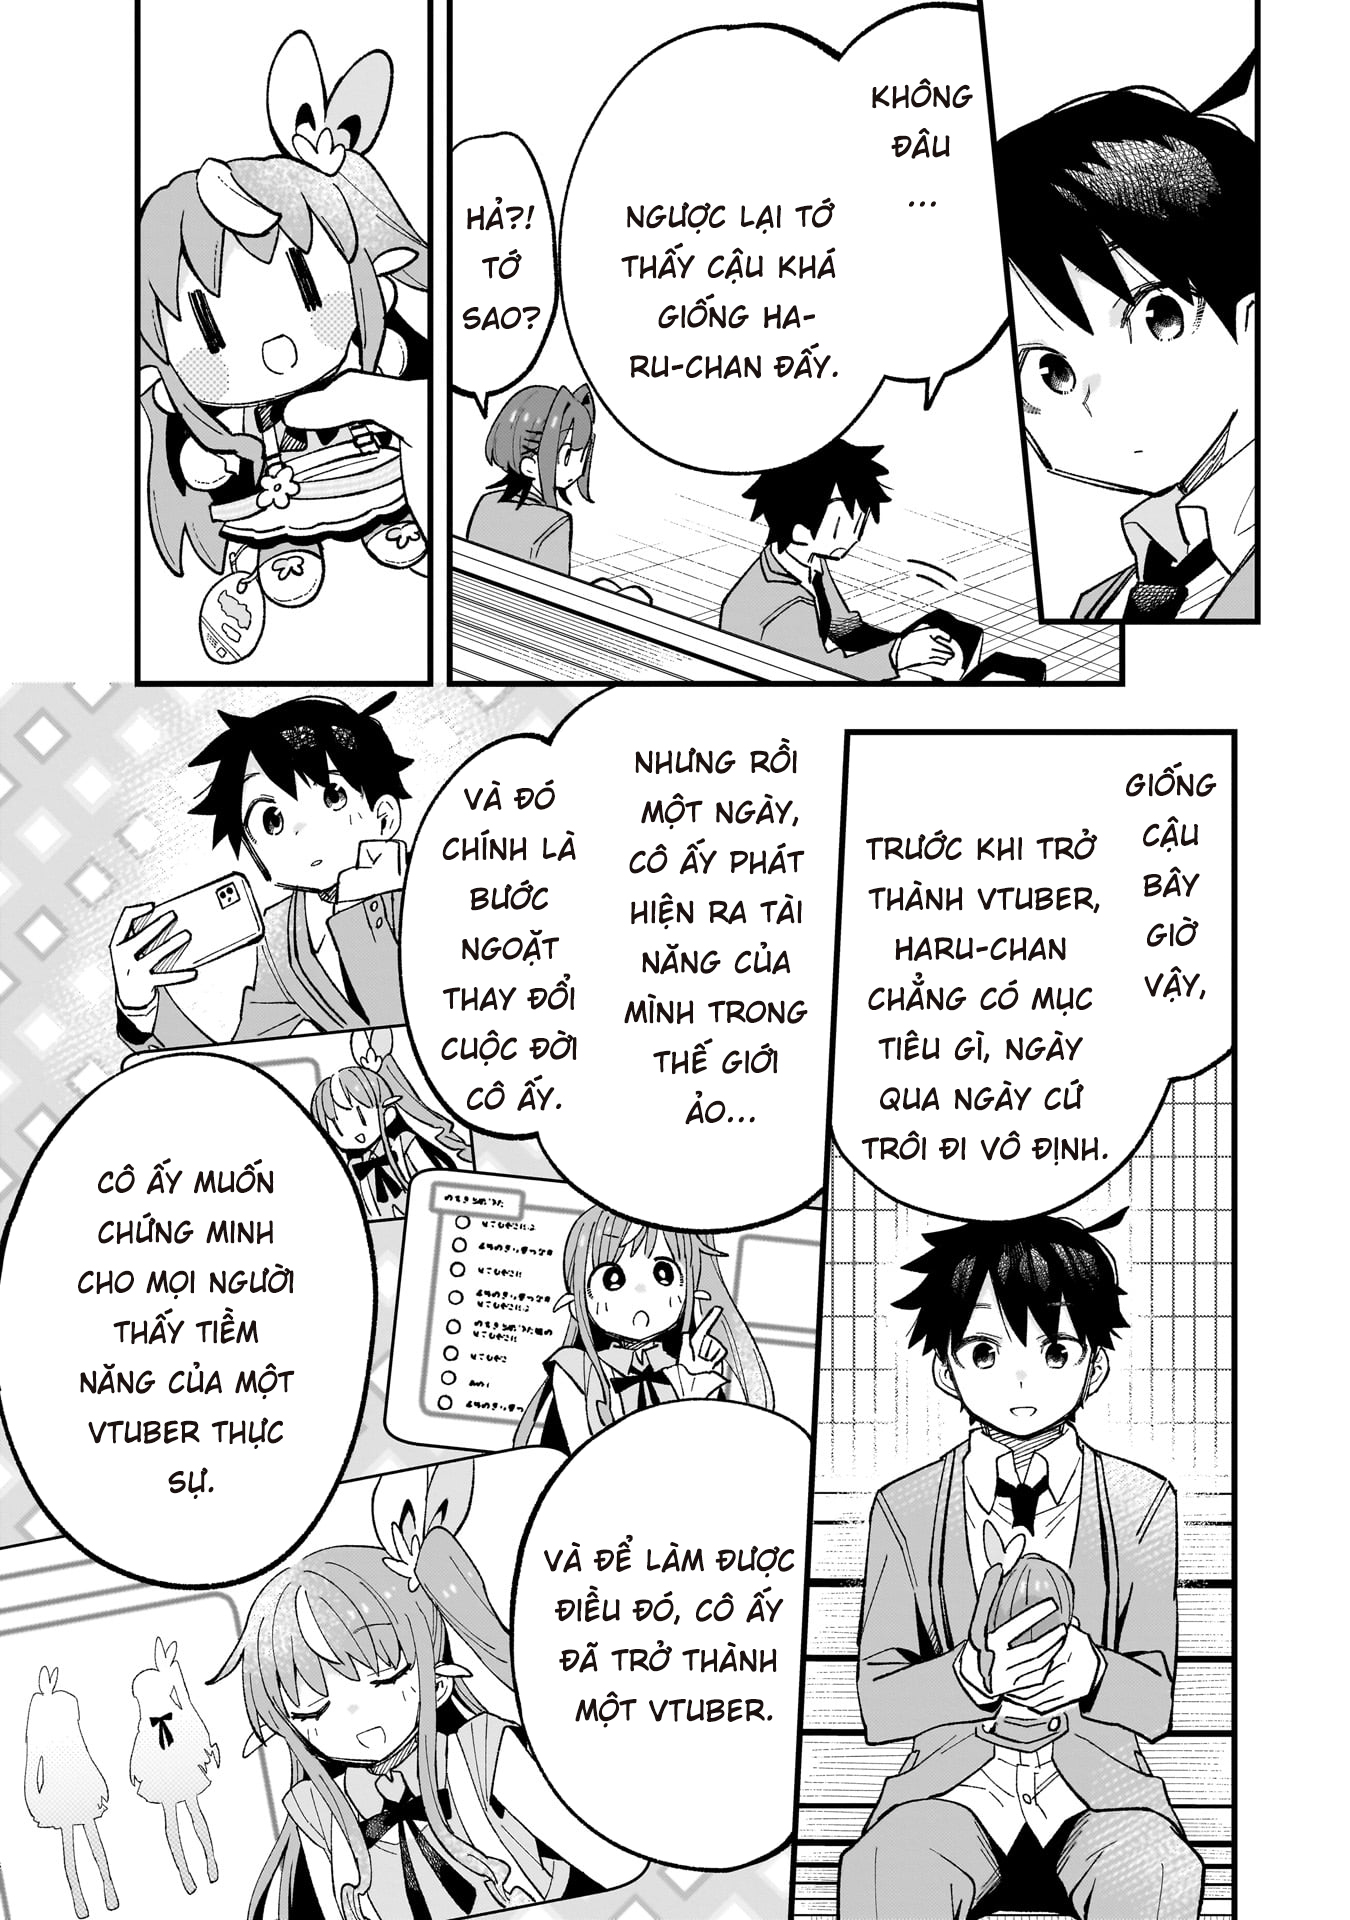 KHÔNG
ĐÂU
...
NGƯỢC LẠI TỚ
THẤY CẬU KHÁ
GIỐNG HA-
RU-CHAN ĐẤY.
HẢ?!
TỚ
SAO?
GIỐNG
CẬU
BÂY
GIỜ
VẬY,
TRƯỚC KHI TRỞ
THÀNH VTUBER,
HARU-CHAN
CHẲNG CÓ MỤC
TIÊU GÌ, NGÀY
QUA NGÀY CỨ
TRÔI ĐI VÔ ĐỊNH.
NHƯNG RỒI
MỘT NGÀY,
CÔ ẤY PHÁT
HIỆN RA TÀI
NĂNG CỦA
MÌNH TRONG
THẾ GIỚI
ẢO...
VÀ ĐÓ
CHÍNH LÀ
BƯỚC
NGOẶT
THAY ĐỔI
CUỘC ĐỜI
CÔ ẤY.
CÔ ẤY MUỐN
CHỨNG MINH
CHO MỌI NGƯỜI
THẤY TIỀM
NĂNG CỦA MỘT
VTUBER THỰC
SỰ.
VÀ ĐỂ LÀM ĐƯỢC
ĐIỀU ĐÓ, CÔ ẤY
ĐÃ TRỞ THÀNH
MỘT VTUBER.